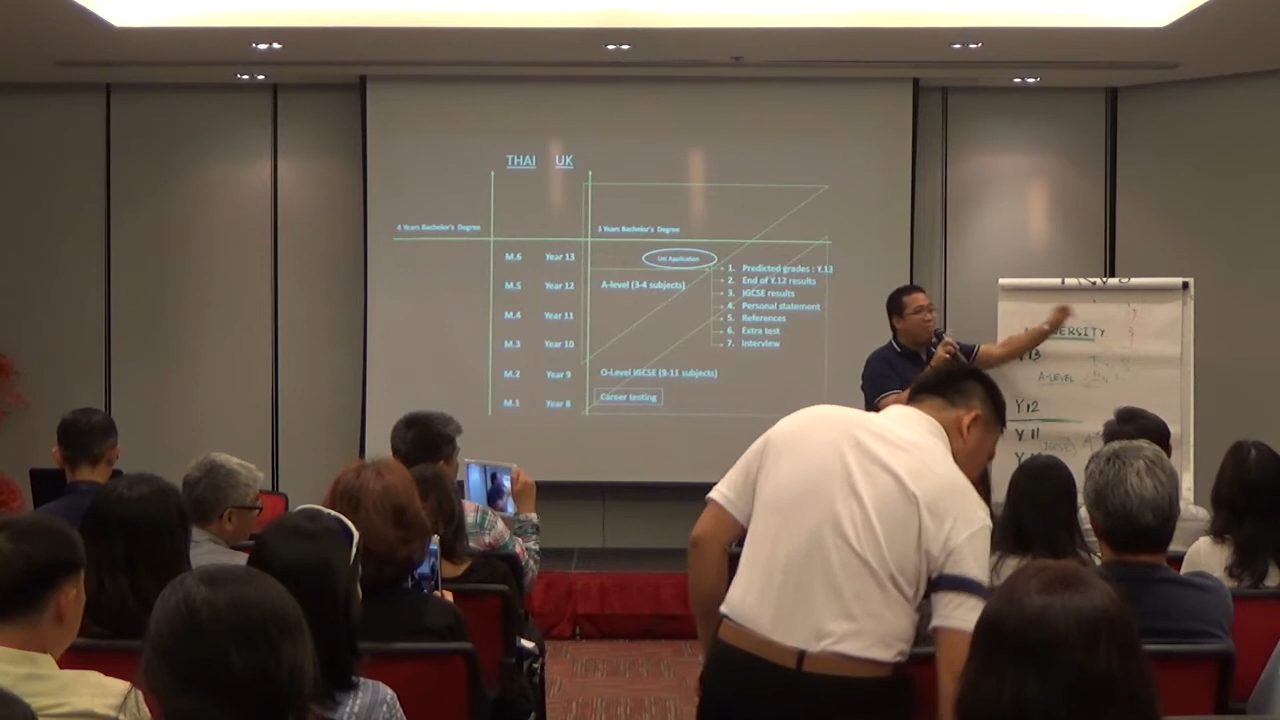 THAI UK
4 Years Bachelor's Degree 3 Years Bachelor's Degree
M.6 Year 13 Uni Application
1. Predicted grades : Y.13
2. End of Y.12 results
M.5 Year 12 A-level (3-4 subjects)
3. IGCSE results
4. Personal statement
M.4 Year 11
5. References
6. Extra test
M.3 Year 10
7. Interview
M.2 Year 9 O-Level IGCSE (9-11 subjects)
M.1 Year 8 Career testing
ERSITY
A-LEVEL
Y.12
Y.11